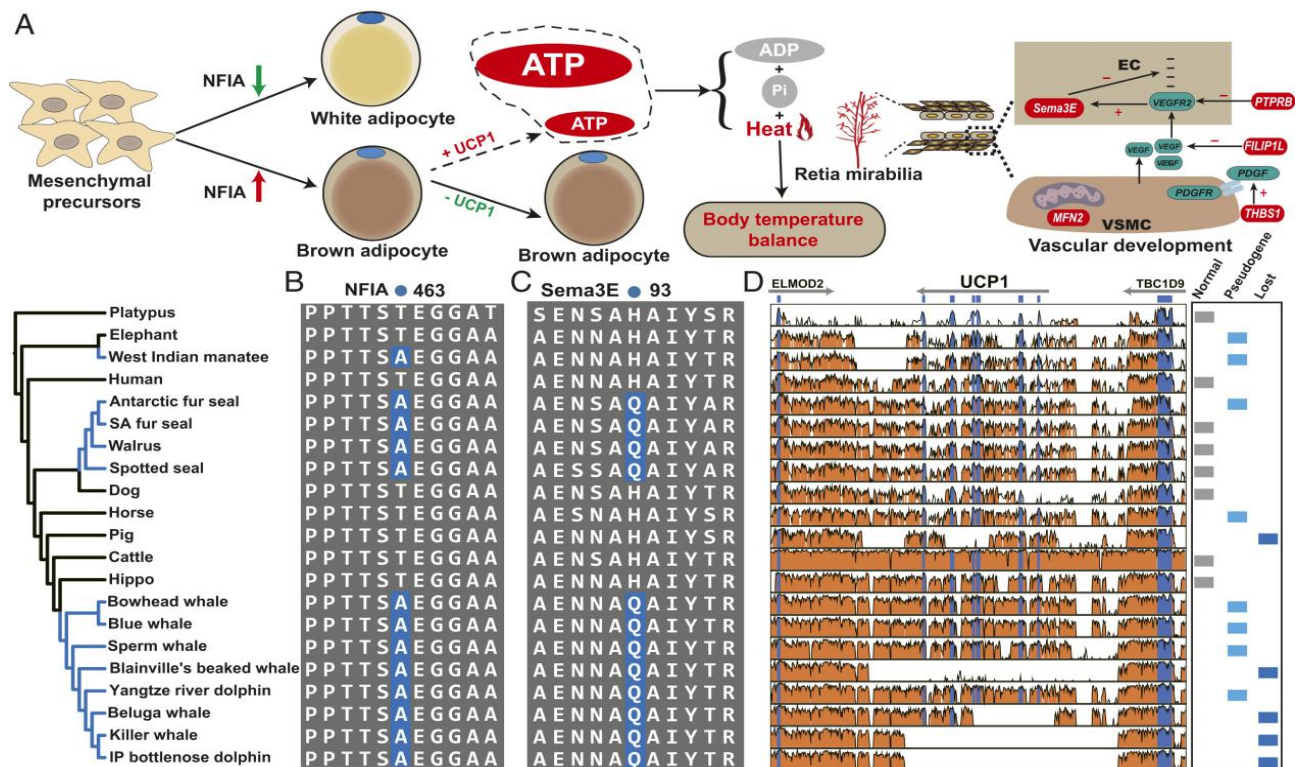 A
NFIA
White adipocyte
Mesenchymal
precursors
NFIA
Brown adipocyte
+ UCP1
- UCP1
ATP
ATP
Brown adipocyte
ADP
+
Pi
+
Heat
Body temperature
balance
Retia mirabilia
EC
Sema3E
VEGFR2
PTPRB
VEGF
VEGF
VEGF
FILIP1L
PDGF
PDGFR
THBS1
MFN2
VSMC
Vascular development
− − + − +
Platypus
Elephant
West Indian manatee
Human
Antarctic fur seal
SA fur seal
Walrus
Spotted seal
Dog
Horse
Pig
Cattle
Hippo
Bowhead whale
Blue whale
Sperm whale
Blainville's beaked whale
Yangtze river dolphin
Beluga whale
Killer whale
IP bottlenose dolphin
B
NFIA 463
PPTTSTEGGAT
PPTTSTEGGAA
PPTTSAEGGAA
PPTTSTEGGAA
PPTTSAEGGAA
PPTTSAEGGAA
PPTTSAEGGAA
PPTTSAEGGAA
PPTTSTEGGAA
PPTTSTEGGAA
PPTTSTEGGAA
PPTTSTEGGAA
PPTTSTEGGAA
PPTTSAEGGAA
PPTTSAEGGAA
PPTTSAEGGAA
PPTTSAEGGAA
PPTTSAEGGAA
PPTTSAEGGAA
PPTTSAEGGAA
PPTTSAEGGAA
C
Sema3E 93
SENSAHAIYSR
AENNAHAIYTR
AENNAHAIYTR
AENNAHAIYTR
AENSAQAIYAR
AENSAQAIYAR
AENSAQAIYAR
AESSAQAIYAR
AENSAHAIYTR
AESNAHAIYSR
AENNAHAIYTR
AENSAHAIYTR
AENNAHAIYTR
AENNAQAIYTR
AENNAQAIYTR
AENNAQAIYTR
AENNAQAIYTR
AENNAQAIYTR
AENNAQAIYTR
AENNAQAIYTR
AENNAQAIYTR
D
ELMOD2
UCP1
TBC1D9
Normal
Pseudogene
Lost